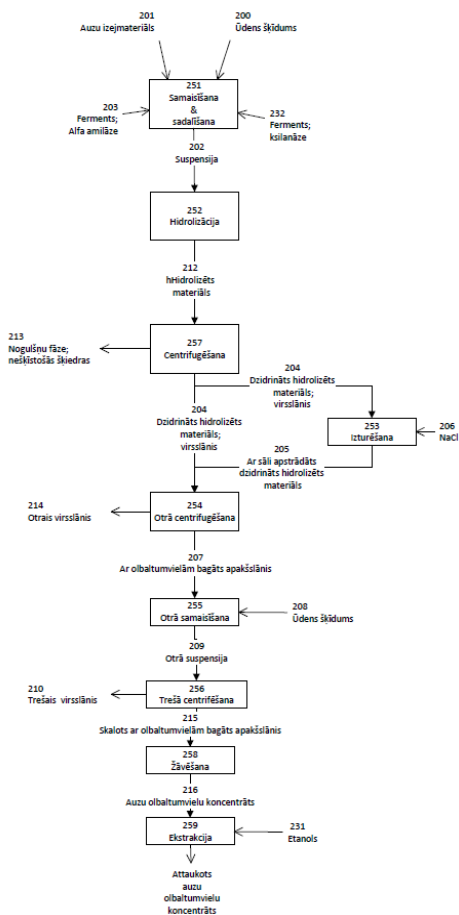 201
Auzu izejmateriāls
200
Ūdens šķīdums
251
Samaisīšana
&
sadalīšana
203
Ferments;
Alfa amilāze
232
Ferments;
ksilanāze
202
Suspensija
252
Hidrolizācija
212
hHidrolizēts
materiāls
213
Nogulšņu fāze;
nešķīstošās šķiedras
257
Centrifugēšana
204
Dzidrināts hidrolizēts
materiāls;
virsslānis
204
Dzidrināts hidrolizēts
materiāls; virsslānis
253
Izturēšana
206
NaCl
205
Ar sāli apstrādāts
dzidrināts hidrolizēts
materiāls
214
Otrais virsslānis
254
Otrā centrifugēšana
207
Ar olbaltumvielām bagāts apakšslānis
255
Otrā samaisīšana
208
Ūdens šķīdums
209
Otrā suspensija
210
Trešais virsslānis
256
Trešā centrifēšana
215
Skalots ar olbaltumvielām bagāts apakšslānis
258
Žāvēšana
216
Auzu olbaltumvielu koncentrāts
259
Ekstrakcija
231
Etanols
Attaukots
auzu
olbaltumvielu
koncentrāts